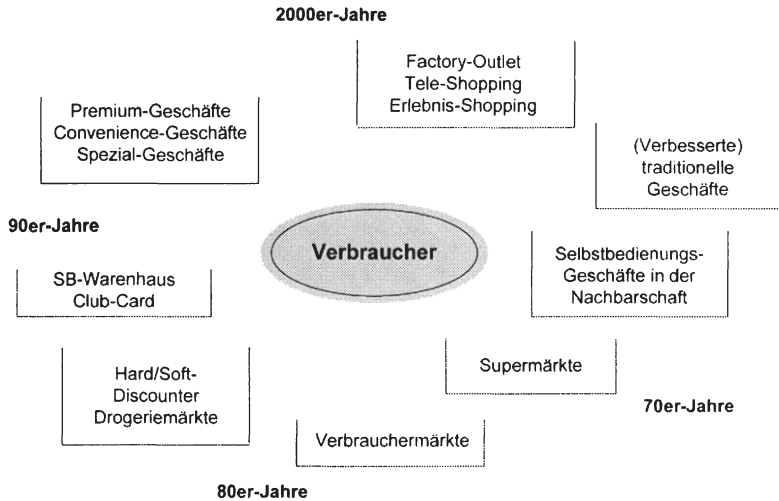 2000er-Jahre
Factory-Outlet
Tele-Shopping
Erlebnis-Shopping
Premium-Geschäfte
Convenience-Geschäfte
Spezial-Geschäfte
(Verbesserte)
traditionelle
Geschäfte
90er-Jahre
Verbraucher
SB-Warenhaus
Club-Card
Selbstbedienungs-
Geschäfte in der
Nachbarschaft
Hard/Soft-
Discounter
Drogeriemärkte
Supermärkte
70er-Jahre
Verbrauchermärkte
80er-Jahre